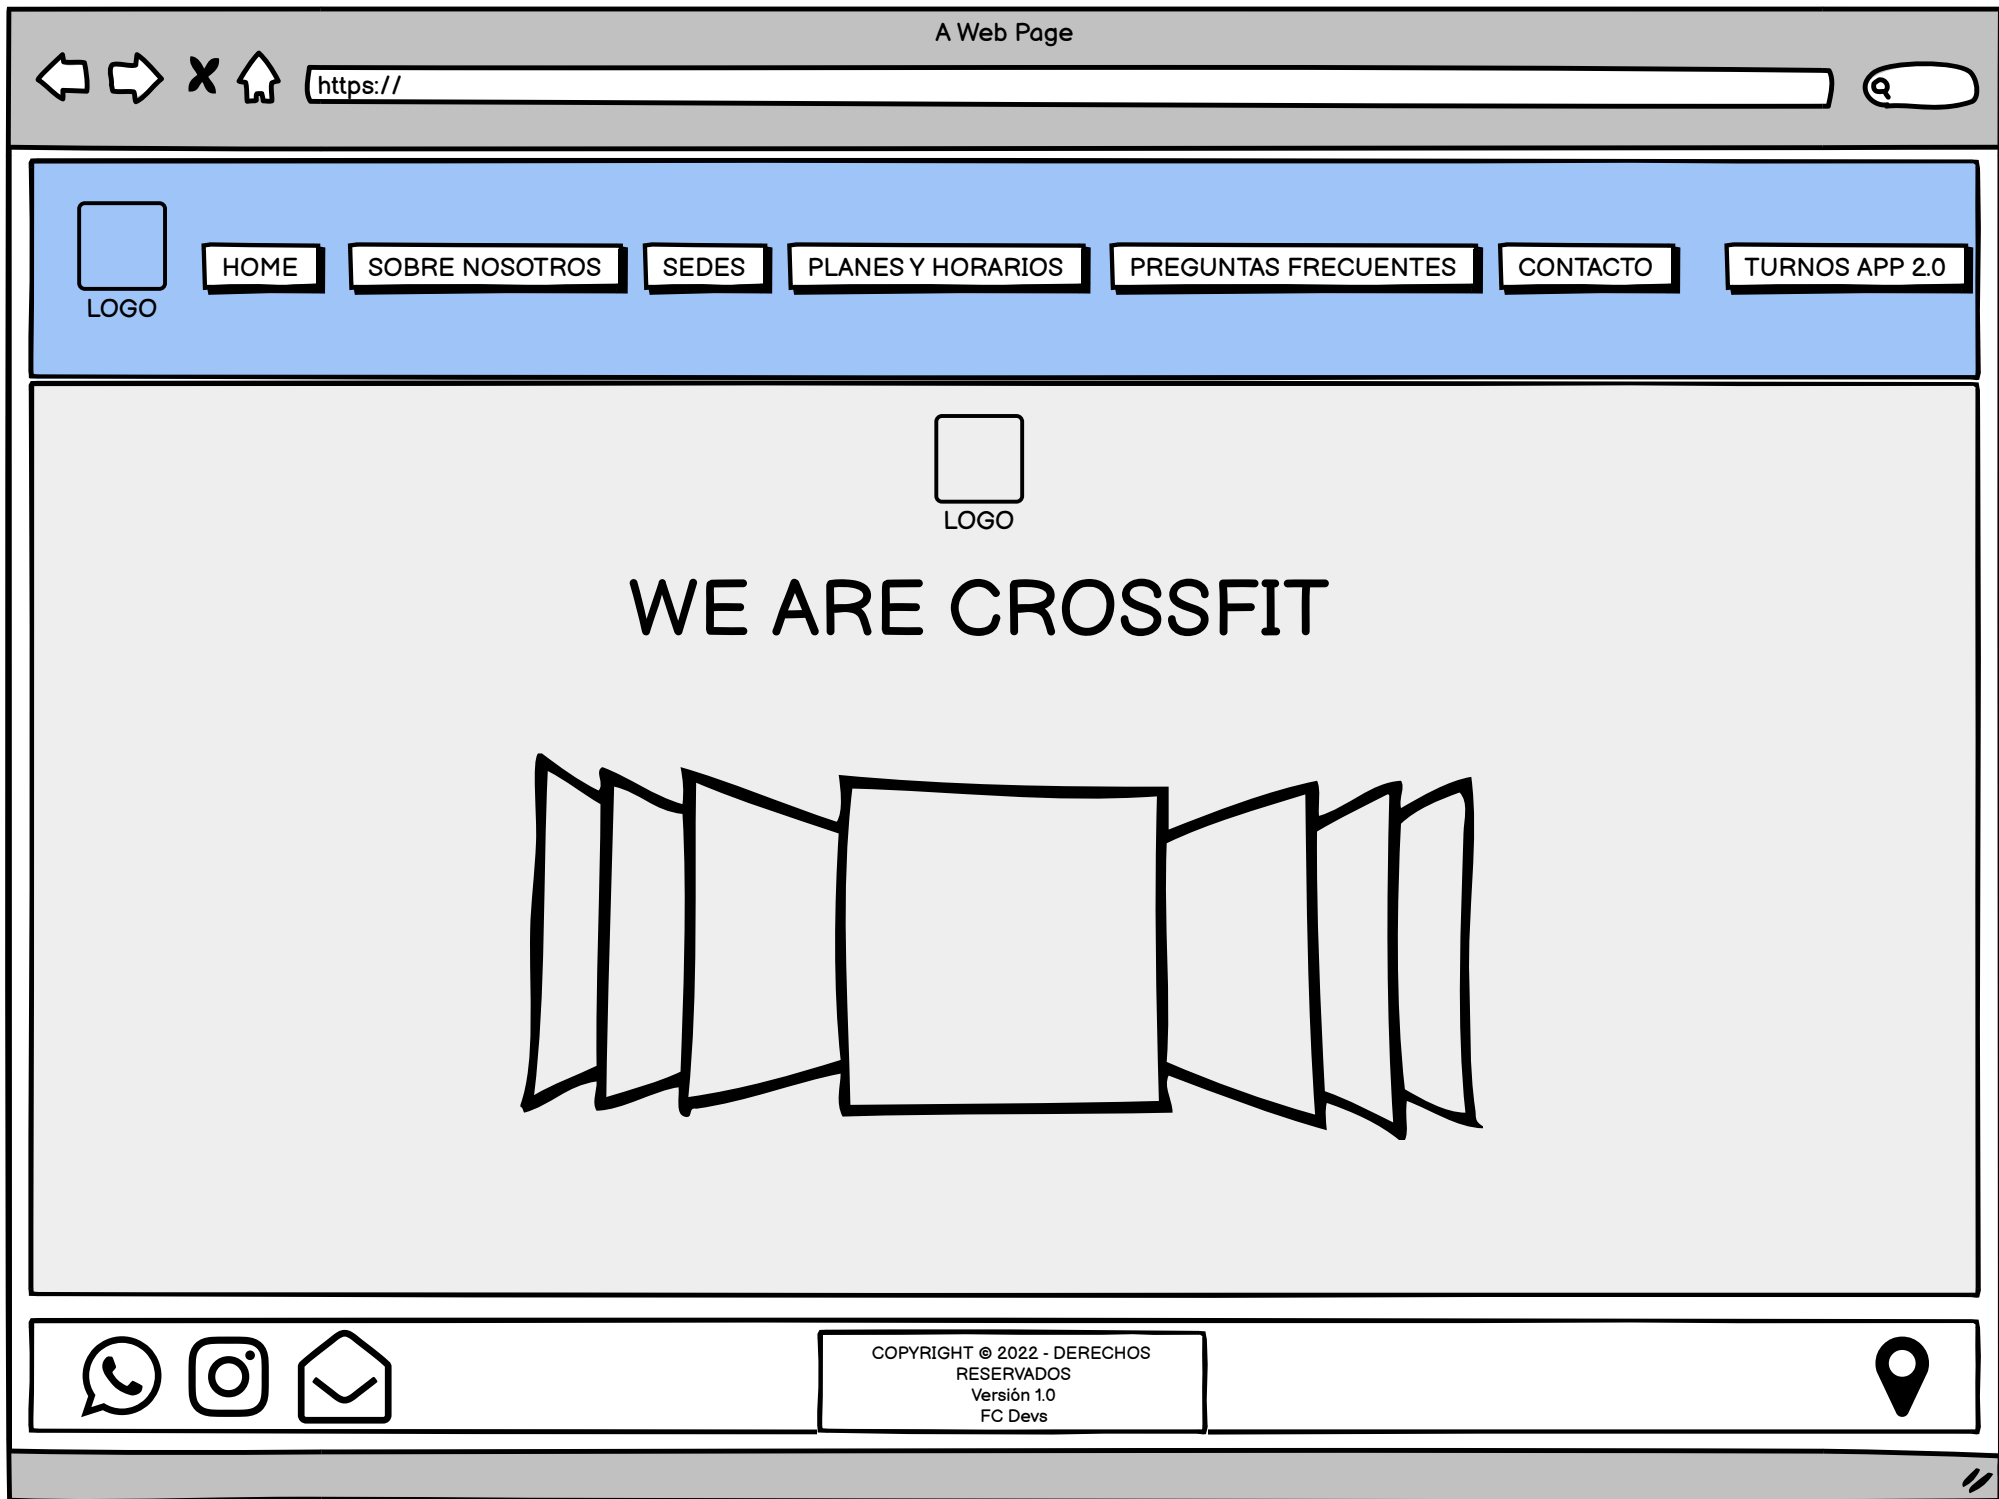 A Web Page
https://
HOME
SOBRE NOSOTROS
SEDES
PLANES Y HORARIOS
PREGUNTAS FRECUENTES
CONTACTO
TURNOS APP 2.0
LOGO
LOGO
WE ARE CROSSFIT
COPYRIGHT © 2022 - DERECHOS
RESERVADOS
Versión 1.0
FC Devs